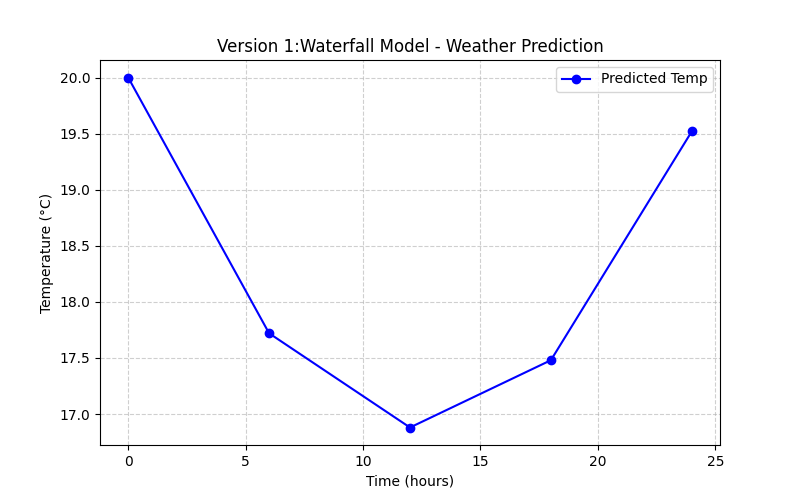 Version 1:Waterfall Model - Weather Prediction
Predicted Temp
20.0
19.5
19.0
18.5
18.0
17.5
17.0
Temperature (°C)
0 5 10 15 20 25
Time (hours)